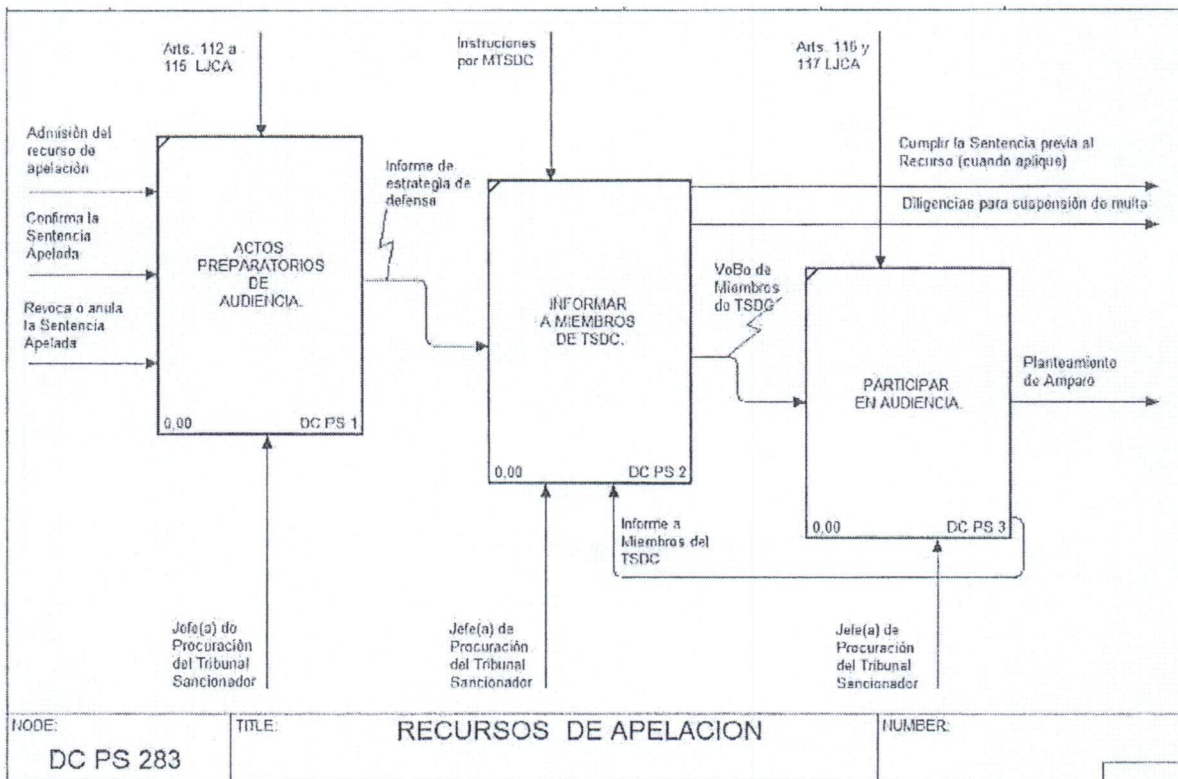 Arts. 112 a
115 LJCA
Instruciones
por MTSDC
Arts. 116 y
117 LJCA
Admisión del
recurso de
apelación
Confirma la
Sentencia
Apelada
Revoca o anula
la Sentencia
Apelada
ACTOS
PREPARATORIOS
DE
AUDIENCIA.
0,00
DC PS 1
Informe de
estrategia de
defensa
INFORMAR
A MIEMBROS
DE TSDC.
0,00
DC PS 2
Cumplir la Sentencia previa al
Recurso (cuando aplique)
Diligencias para suspensión de multa
VoBo de
Miembros
de TSDC
PARTICIPAR
EN AUDIENCIA.
0,00
DC PS 3
Planteamiento
de Amparo
Informe a
Miembros del
TSDC
Jefe(a) de
Procuración
del Tribunal
Sancionador
Jefe(a) de
Procuración
del Tribunal
Sancionador
Jefe(a) de
Procuración
del Tribunal
Sancionador
NODE:
DC PS 283
TITLE:
RECURSOS DE APELACION
NUMBER: